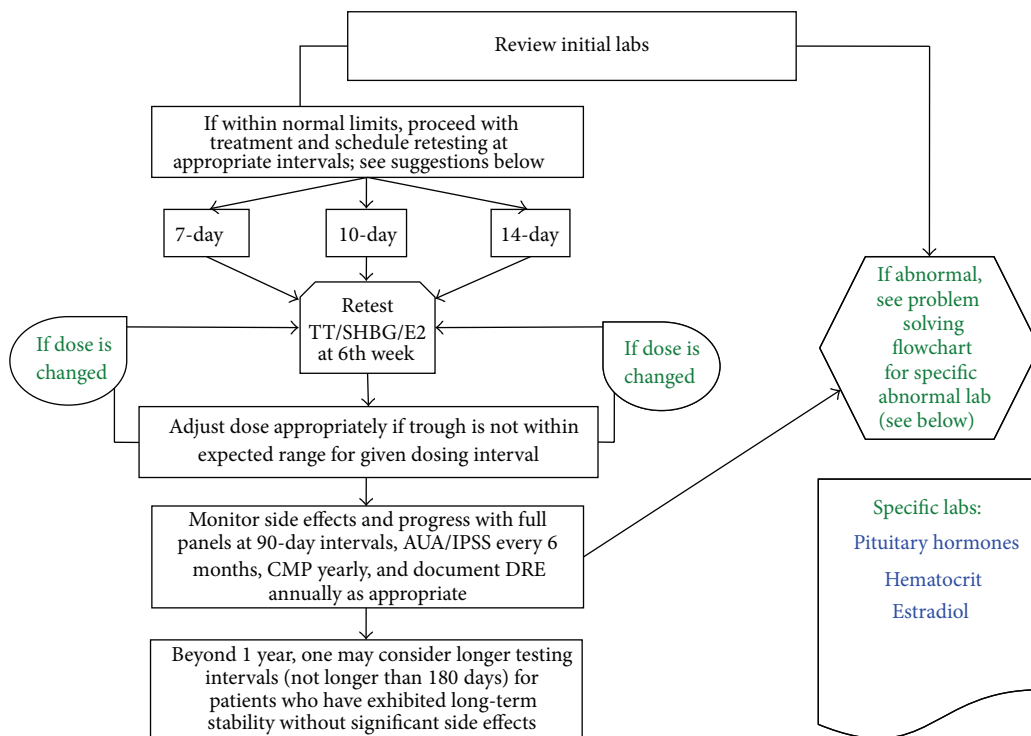 Review initial labs
If within normal limits, proceed with
treatment and schedule retesting at
appropriate intervals; see suggestions below
7-day
10-day
14-day
Retest
TT/SHBG/E2
at 6th week
If dose is
changed
If dose is
changed
If abnormal,
see problem
solving
flowchart
for specific
abnormal lab
(see below)
Adjust dose appropriately if trough is not within
expected range for given dosing interval
Monitor side effects and progress with full
panels at 90-day intervals, AUA/IPSS every 6
months, CMP yearly, and document DRE
annually as appropriate
Beyond 1 year, one may consider longer testing
intervals (not longer than 180 days) for
patients who have exhibited long-term
stability without significant side effects
Specific labs:
Pituitary hormones
Hematocrit
Estradiol